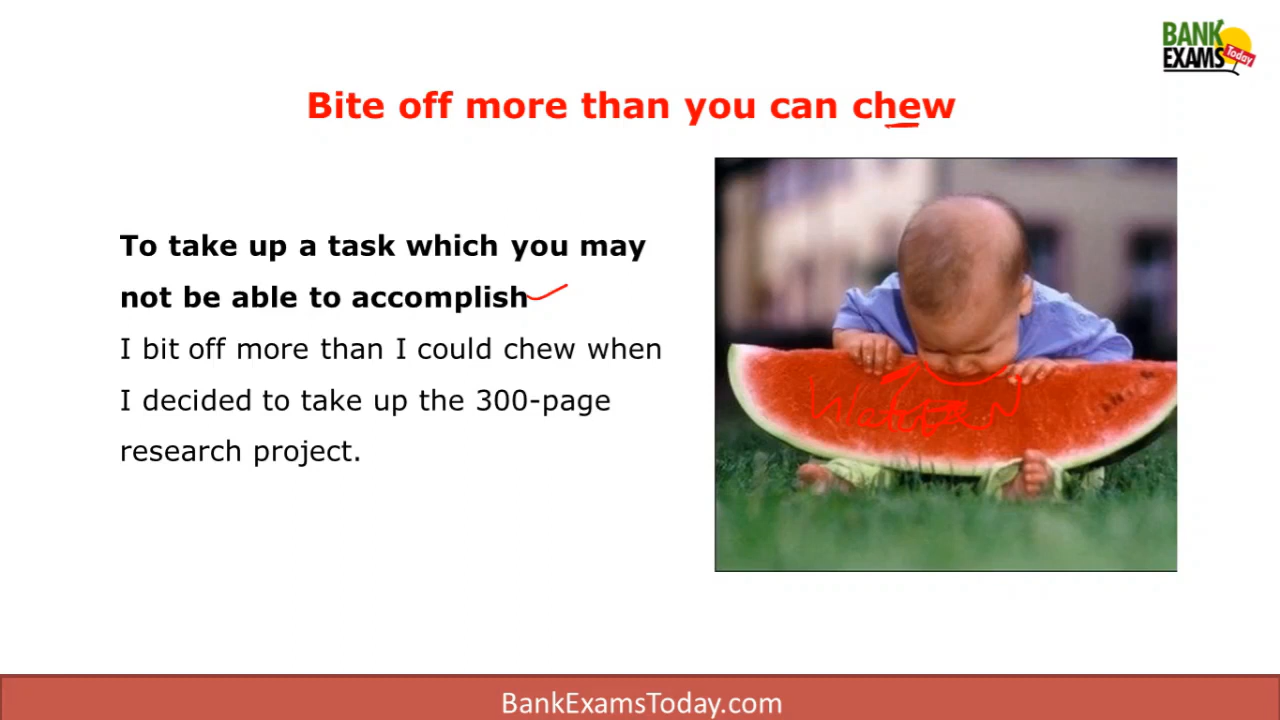 BANK
EXAMS Today
Bite off more than you can chew
To take up a task which you may
not be able to accomplish
I bit off more than I could chew when
I decided to take up the 300-page
research project.
BankExamsToday.com